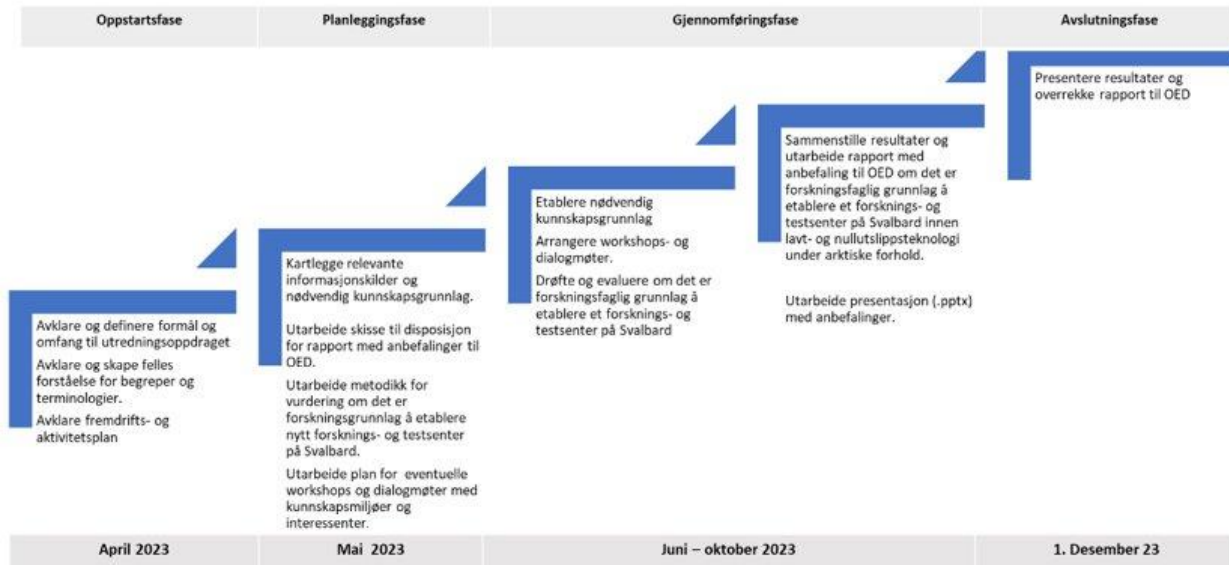 Oppstartsfase
Planleggingsfase
Gjennomføringsfase
Avslutningsfase
Avklare og definere formål og
omfang til utredningsoppdraget
Avklare og skape felles
forståelse for begreper og
terminologier.
Avklare fremdrifts- og
aktivitetsplan
Kartlegge relevante
informasjonskilder og
nødvendig kunnskapsgrunnlag.
Utarbeide skisse til disposisjon
for rapport med anbefalinger til
OED.
Utarbeide metodikk for
vurdering om det er
forskningsgrunnlag å etablere
nytt forsknings- og testsenter
på Svalbard.
Utarbeide plan for eventuelle
workshops og dialogmøter med
kunnskapsmiljøer og
interessenter.
Etablere nødvendig
kunnskapsgrunnlag
Arrangere workshops- og
dialogmøter.
Drøfte og evaluere om det er
forskningsfaglig grunnlag å
etablere et forsknings- og
testsenter på Svalbard
Sammenstille resultater og
utarbeide rapport med
anbefaling til OED om det er
forskningsfaglig grunnlag å
etablere et forsknings- og
testsenter på Svalbard innen
lavt- og nullutslippsteknologi
under arktiske forhold.
Utarbeide presentasjon (.pptx)
med anbefalinger.
Presentere resultater og
overrekke rapport til OED
April 2023
Mai 2023
Juni – oktober 2023
1. Desember 23